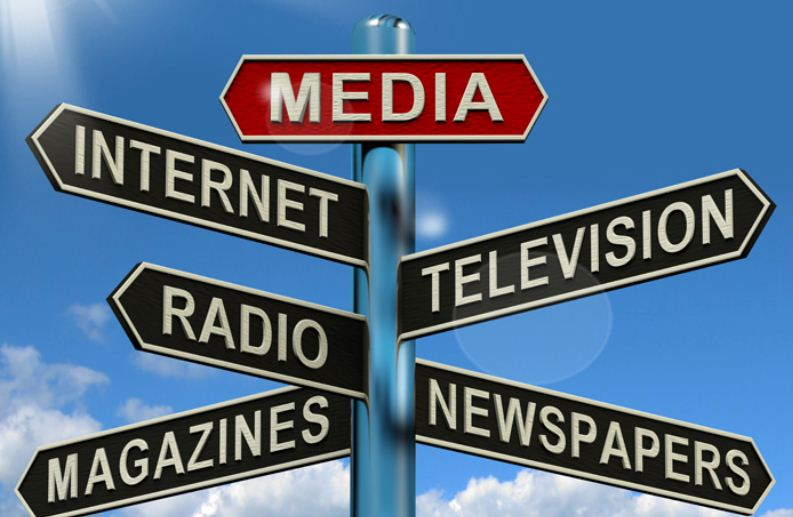 MEDIA
INTERNET
TELEVISION
RADIO
MAGAZINES
NEWSPAPERS